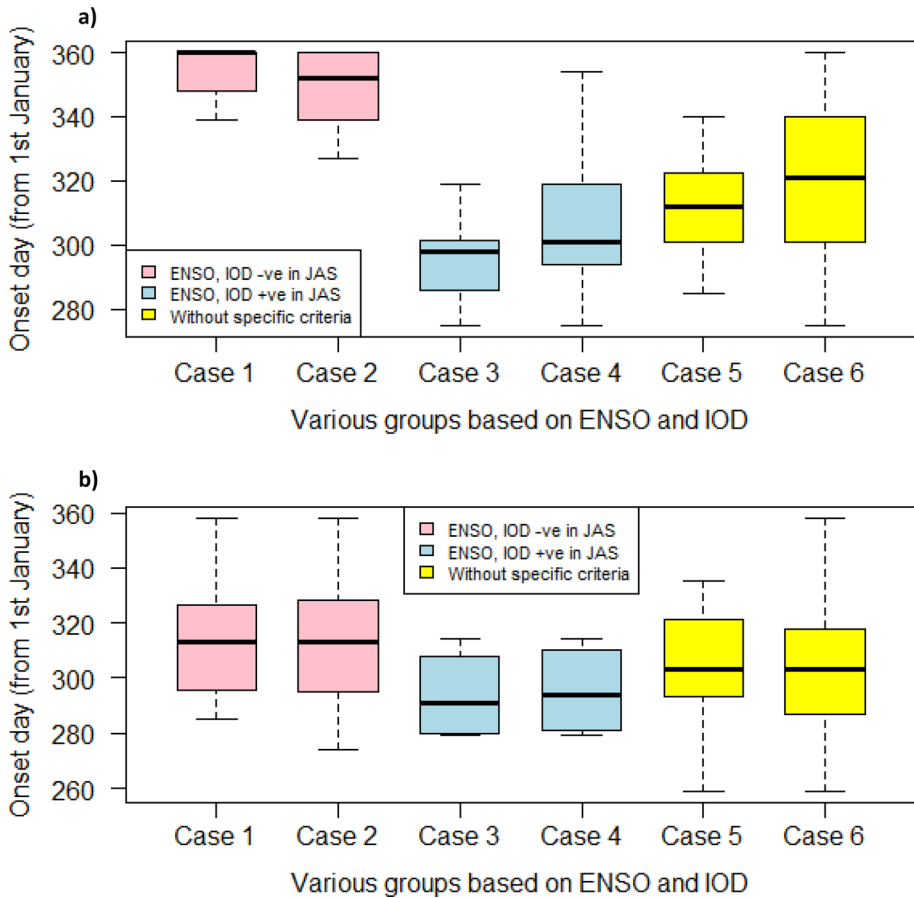 a)
Onset day (from 1st January)
360
340
320
300
280
ENSO, IOD -ve in JAS
ENSO, IOD +ve in JAS
Without specific criteria
Case 1 Case 2 Case 3 Case 4 Case 5 Case 6
Various groups based on ENSO and IOD
b)
Onset day (from 1st January)
360
340
320
300
280
260
ENSO, IOD -ve in JAS
ENSO, IOD +ve in JAS
Without specific criteria
Case 1 Case 2 Case 3 Case 4 Case 5 Case 6
Various groups based on ENSO and IOD